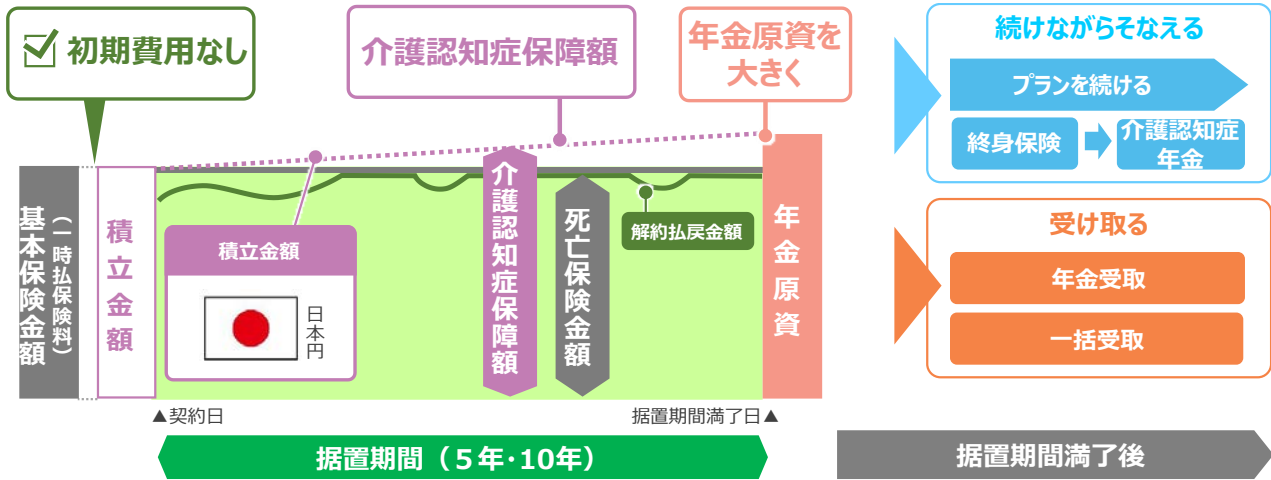 初期費用なし
介護認知症保障額
年金原資を
大きく
続けながらそなえる
プランを続ける
終身保険
介護認知症
年金
基本保険金額
(一時払保険料)
積立金額
積立金額
日本円
介護認知症保障額
死亡保険金額
解約払戻金額
年金原資
受け取る
年金受取
一括受取
▲契約日
据置期間満了日▲
据置期間(5年・10年)
据置期間満了後